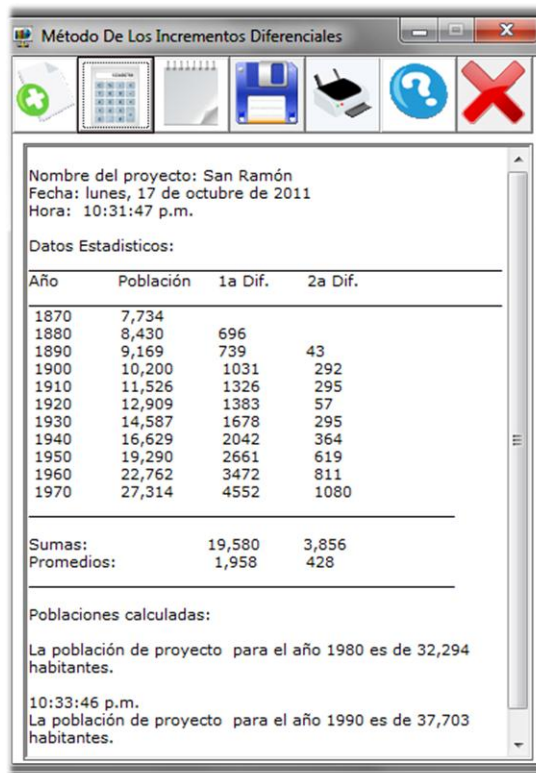 Método De Los Incrementos Diferenciales
Nombre del proyecto: San Ramón
Fecha: lunes, 17 de octubre de 2011
Hora: 10:31:47 p.m.
Datos Estadisticos:
Año Población 1a Dif. 2a Dif.
1870 7,734
1880 8,430 696
1890 9,169 739 43
1900 10,200 1031 292
1910 11,526 1326 295
1920 12,909 1383 57
1930 14,587 1678 295
1940 16,629 2042 364
1950 19,290 2661 619
1960 22,762 3472 811
1970 27,314 4552 1080
Sumas: 19,580 3,856
Promedios: 1,958 428
Poblaciones calculadas:
La población de proyecto para el año 1980 es de 32,294
habitantes.
10:33:46 p.m.
La población de proyecto para el año 1990 es de 37,703
habitantes.